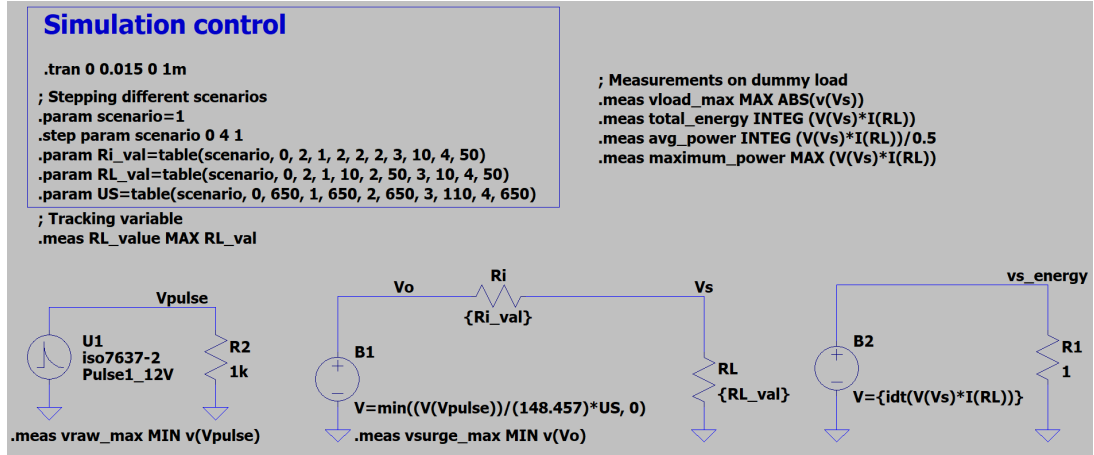 Simulation control
.tran 0 0.015 0 1m
; Stepping different scenarios
.param scenario=1
.step param scenario 0 4 1
.param Ri_val=table(scenario, 0, 2, 1, 2, 2, 2, 3, 10, 4, 50)
.param RL_val=table(scenario, 0, 2, 1, 10, 2, 50, 3, 10, 4, 50)
.param US=table(scenario, 0, 650, 1, 650, 2, 650, 3, 110, 4, 650)
; Tracking variable
.meas RL_value MAX RL_val
; Measurements on dummy load
.meas vload_max MAX ABS(v(Vs))
.meas total_energy INTEG (V(Vs)*I(RL))
.meas avg_power INTEG (V(Vs)*I(RL))/0.5
.meas maximum_power MAX (V(Vs)*I(RL))
Vpulse
U1
iso7637-2
Pulse1_12V
R2
1k
.meas vraw_max MIN v(Vpulse)
Vo
Ri
{Ri_val}
Vs
B1
V=min((V(Vpulse))/(148.457)*US, 0)
RL
{RL_val}
.meas vsurge_max MIN v(Vo)
vs_energy
B2
V={idt(V(Vs)*I(RL))}
R1
1